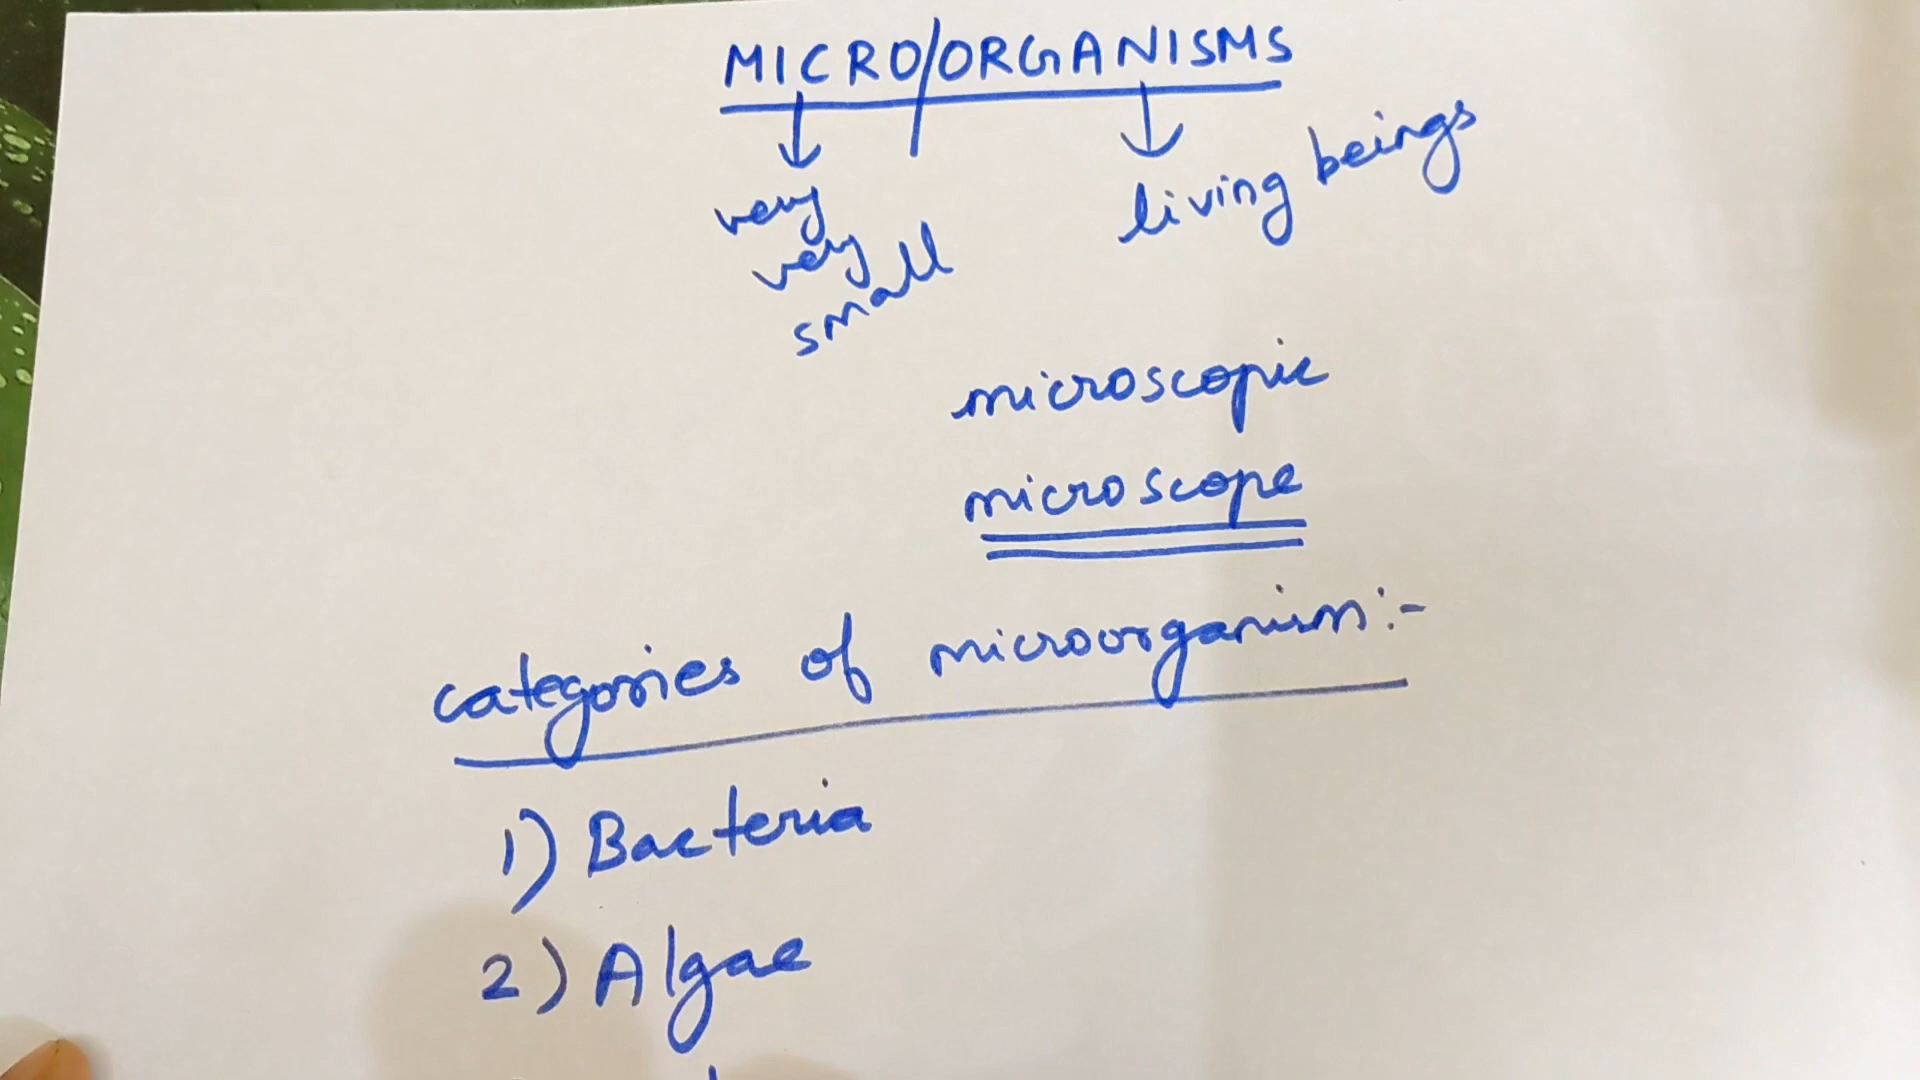 MICRO/ORGANISMS
very
very
small
living beings
microscopic
microscope
categories of microorganism:-
1) Bacteria
2) Algae